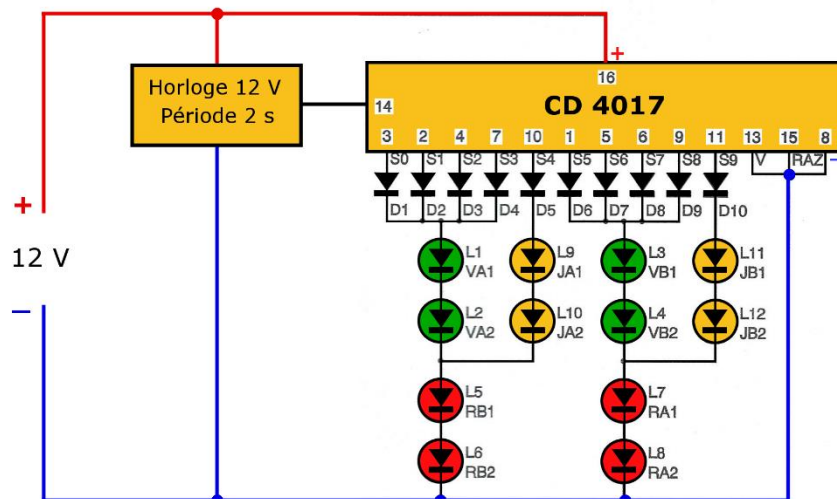 +
16
Horloge 12 V
Période 2 s
14
CD 4017
3 2 4 7 10 1 5 6 9 11 13 15 8
S0 S1 S2 S3 S4 S5 S6 S7 S8 S9 V RAZ −
D1 D2 D3 D4 D5 D6 D7 D8 D9 D10
+
12 V
−
L1
VA1
L9
JA1
L3
VB1
L11
JB1
L2
VA2
L10
JA2
L4
VB2
L12
JB2
L5
RB1
L7
RA1
L6
RB2
L8
RA2